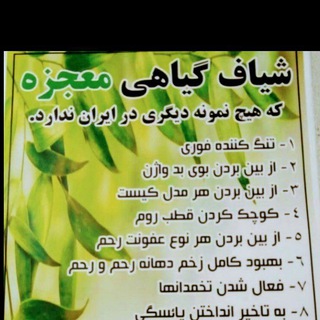 شیاف گیاهی معجزه
که هیچ نمونه دیگری در ایران ندارد.
۱- تنگ کننده فوری
۲- از بین بردن بوی بد واژن
۳- از بین بردن هر مدل کیست
٤- کوچک کردن قطب روم
۵- از بین بردن هر نوع عفونت رحم
۶- بهبود کامل زخم دهانه رحم و رحم
۷- فعال شدن تخمدانها
۸- به تاخیر انداختن یائسگی